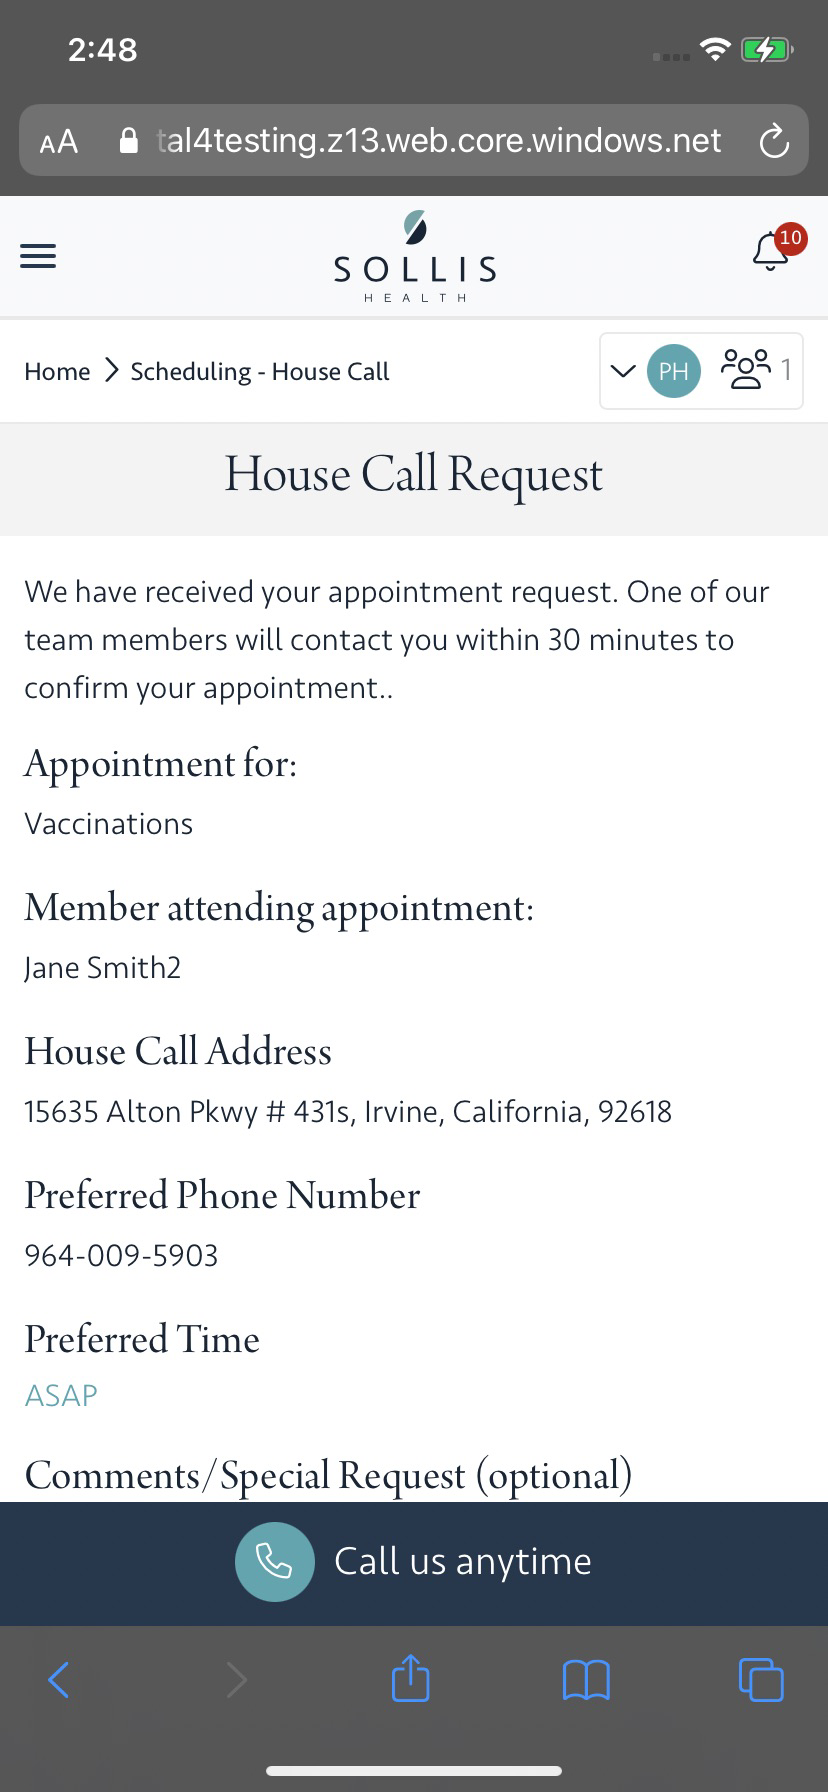 2:48
AA tal4testing.z13.web.core.windows.net
10
SOLLIS
HEALTH
Home > Scheduling - House Call
PH 1
House Call Request
We have received your appointment request. One of our
team members will contact you within 30 minutes to
confirm your appointment..
Appointment for:
Vaccinations
Member attending appointment:
Jane Smith2
House Call Address
15635 Alton Pkwy # 431s, Irvine, California, 92618
Preferred Phone Number
964-009-5903
Preferred Time
ASAP
Comments/Special Request (optional)
Call us anytime